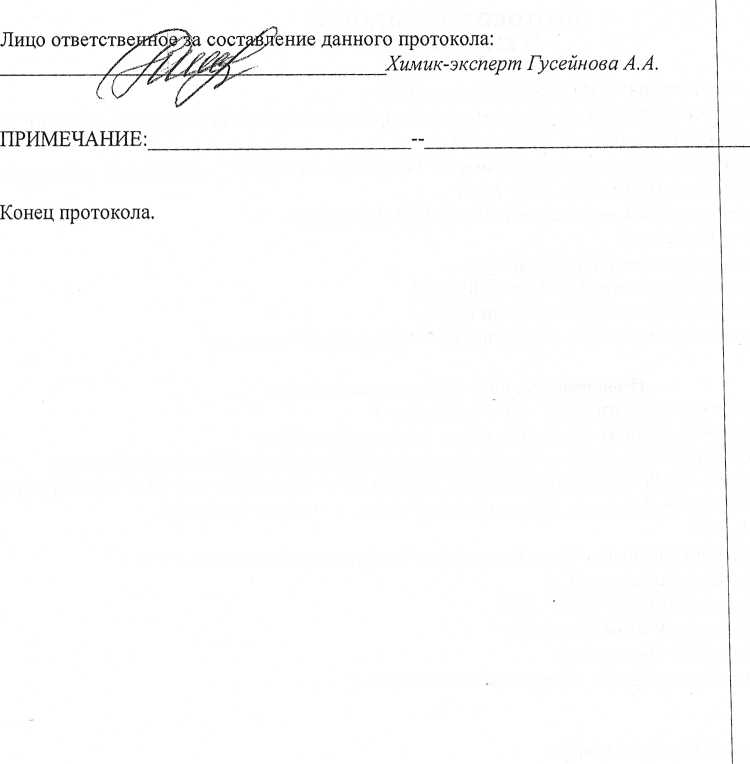 Лицо ответственное за составление данного протокола:
Химик-эксперт Гусейнова А.А.
ПРИМЕЧАНИЕ: --
Конец протокола.